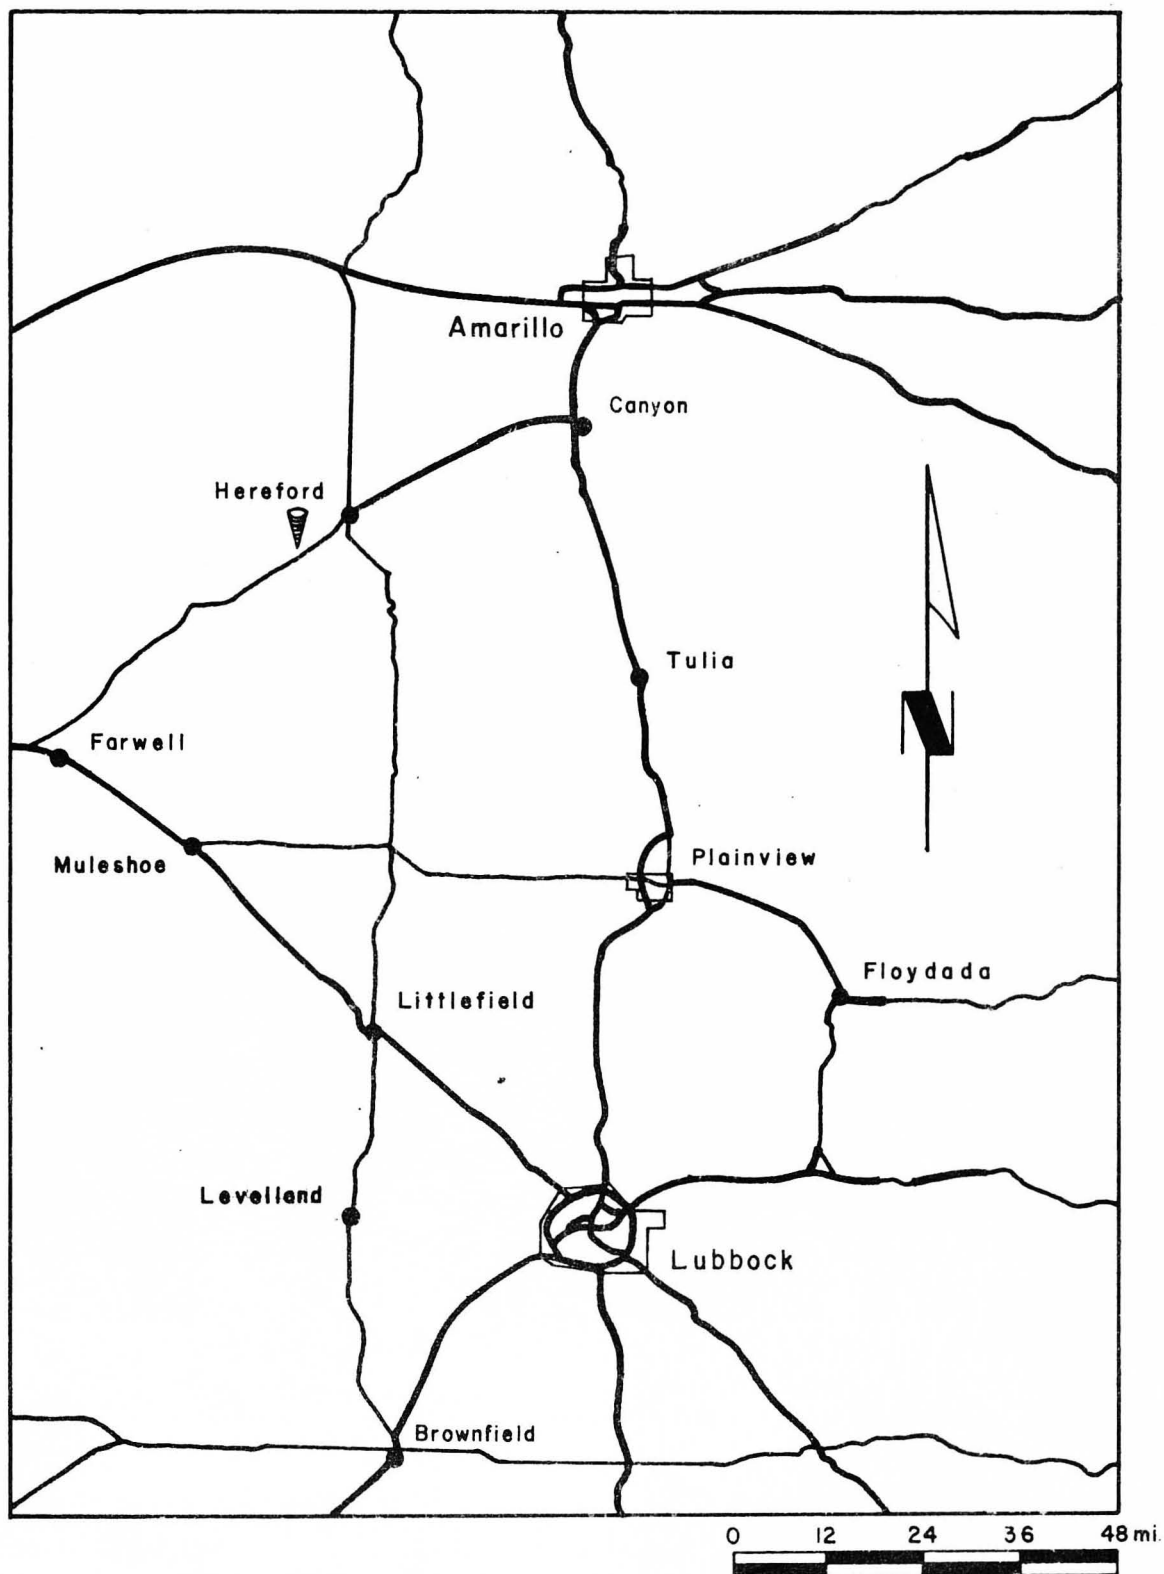 Amarillo
Canyon
Hereford
Tulia
Farwell
N
Plainview
Muleshoe
Floydada
Littlefield
Levelland
Lubbock
Brownfield
0 12 24 36 48 mi.